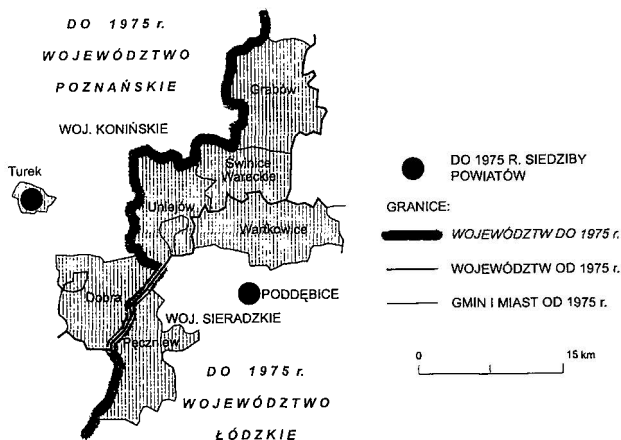 DO 1975 r.
WOJEWÓDZTWO
POZNAŃSKIE
WOJ. KONIŃSKIE
Turek
Grabów
Świnice
Wareckie
Uniejów
Wartkowice
Dobra
PODDĘBICE
WOJ. SIERADZKIE
Pęczniew
DO 1975 r.
WOJEWÓDZTWO
ŁÓDZKIE
DO 1975 R. SIEDZIBY
POWIATÓW
GRANICE:
WOJEWÓDZTW DO 1975 r.
WOJEWÓDZTW OD 1975 r.
GMIN I MIAST OD 1975 r.
0 15 km